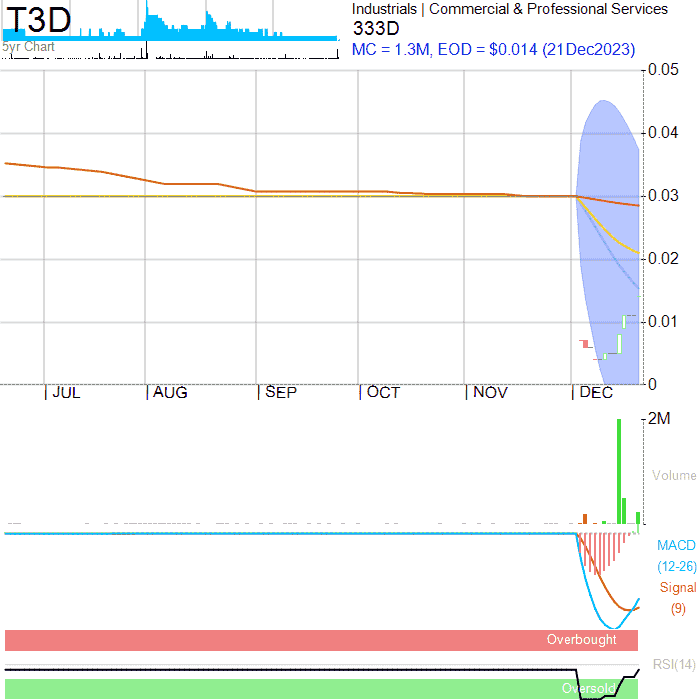 T3D
Industrials | Commercial & Professional Services
333D
5yr Chart
MC = 1.3M, EOD = $0.014 (21Dec2023)
0.05
0.04
0.03
0.02
0.01
0
JUL AUG SEP OCT NOV DEC
2M
Volume
MACD
(12-26)
Signal
(9)
Overbought
RSI(14)
Oversold